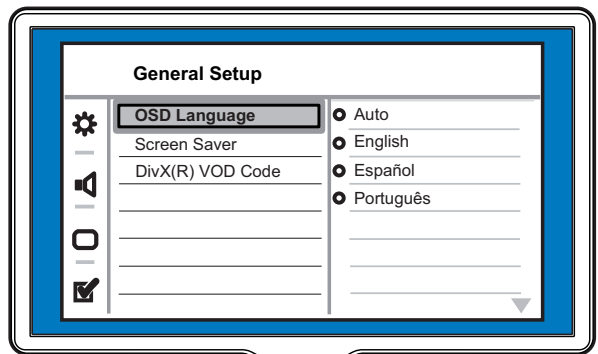 General Setup
OSD Language
Screen Saver
DivX(R) VOD Code
Auto
English
Español
Português